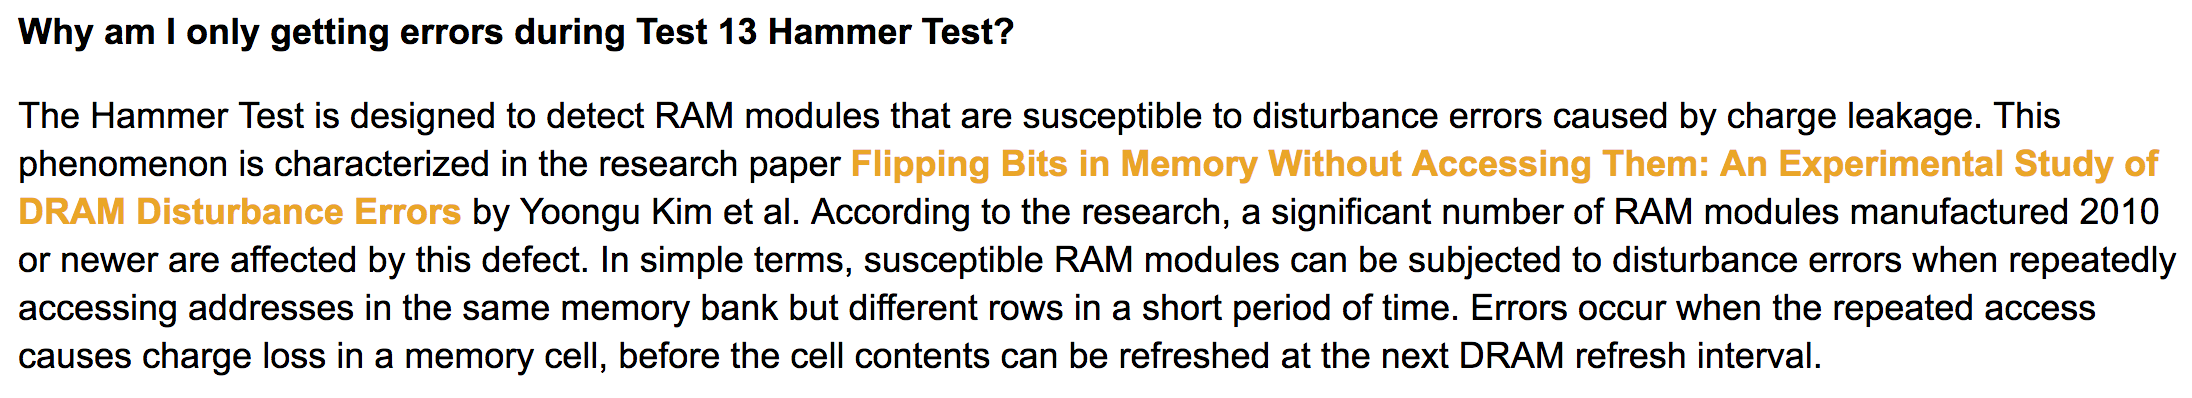 Why am I only getting errors during Test 13 Hammer Test?
The Hammer Test is designed to detect RAM modules that are susceptible to disturbance errors caused by charge leakage. This
phenomenon is characterized in the research paper Flipping Bits in Memory Without Accessing Them: An Experimental Study of
DRAM Disturbance Errors by Yoongu Kim et al. According to the research, a significant number of RAM modules manufactured 2010
or newer are affected by this defect. In simple terms, susceptible RAM modules can be subjected to disturbance errors when repeatedly
accessing addresses in the same memory bank but different rows in a short period of time. Errors occur when the repeated access
causes charge loss in a memory cell, before the cell contents can be refreshed at the next DRAM refresh interval.